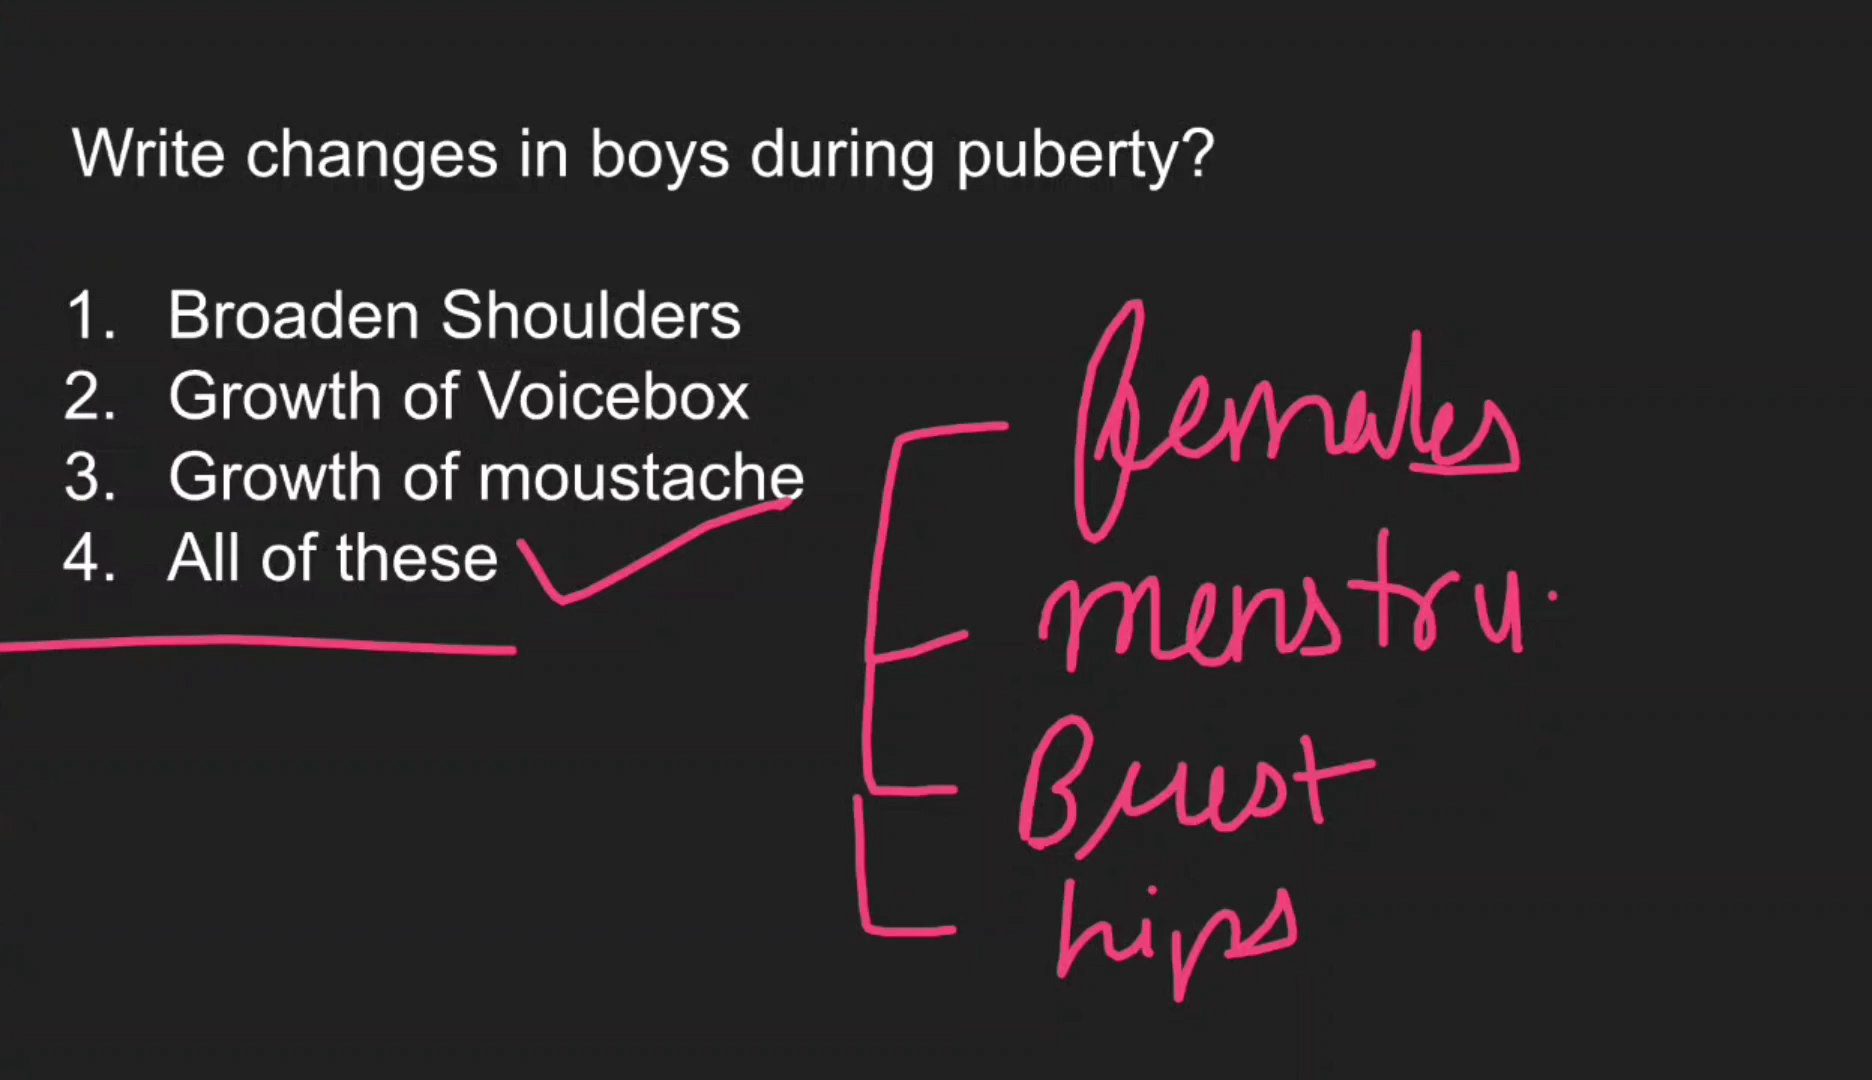 Write changes in boys during puberty?
1. Broaden Shoulders
2. Growth of Voicebox
3. Growth of moustache
4. All of these
females
menstru.
Brest
hips